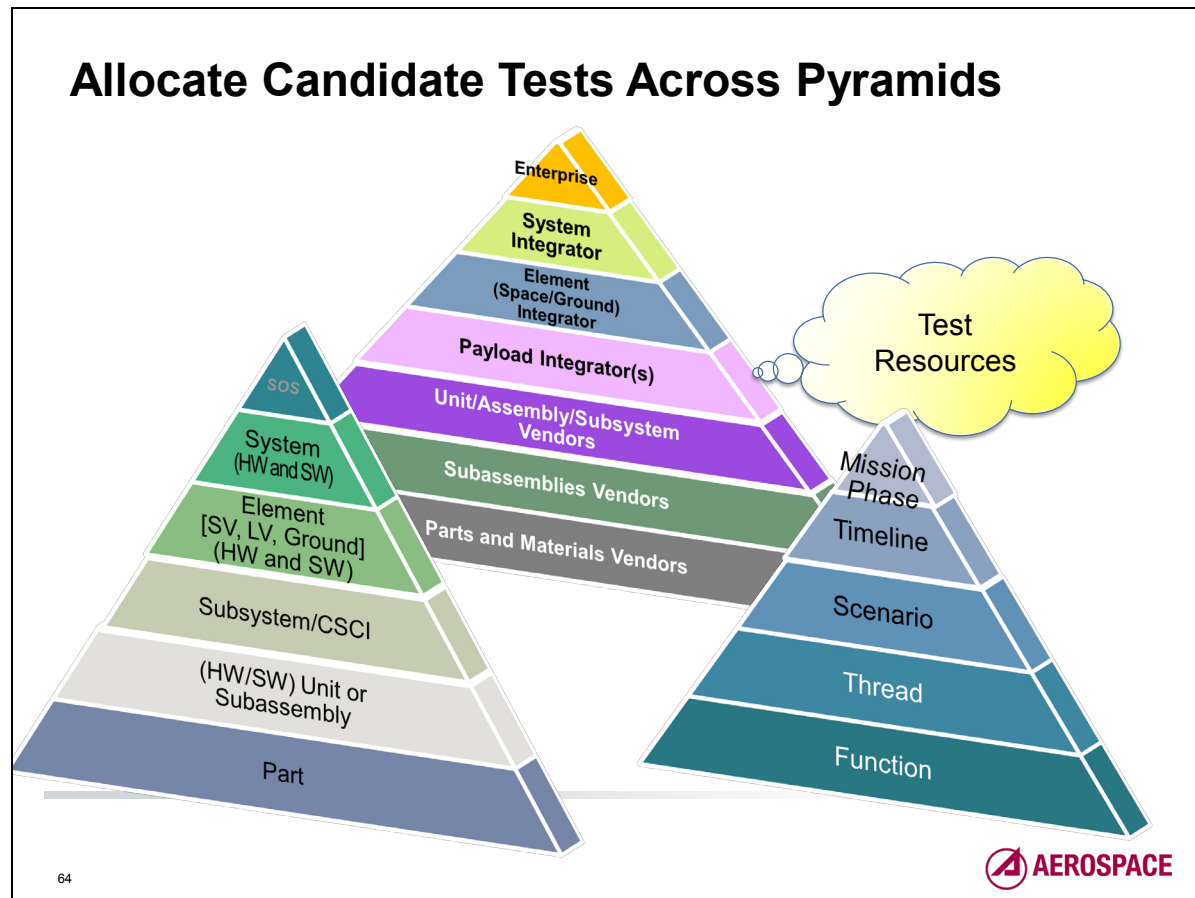 Allocate Candidate Tests Across Pyramids
Enterprise
System
Integrator
Element
(Space/Ground)
Integrator
Payload Integrator(s)
Unit/Assembly/Subsystem
Vendors
Subassemblies Vendors
Parts and Materials Vendors
Test
Resources
SOS
System
(HW and SW)
Element
[SV, LV, Ground]
(HW and SW)
Subsystem/CSCI
(HW/SW) Unit or
Subassembly
Part
Mission
Phase
Timeline
Scenario
Thread
Function
64
AEROSPACE